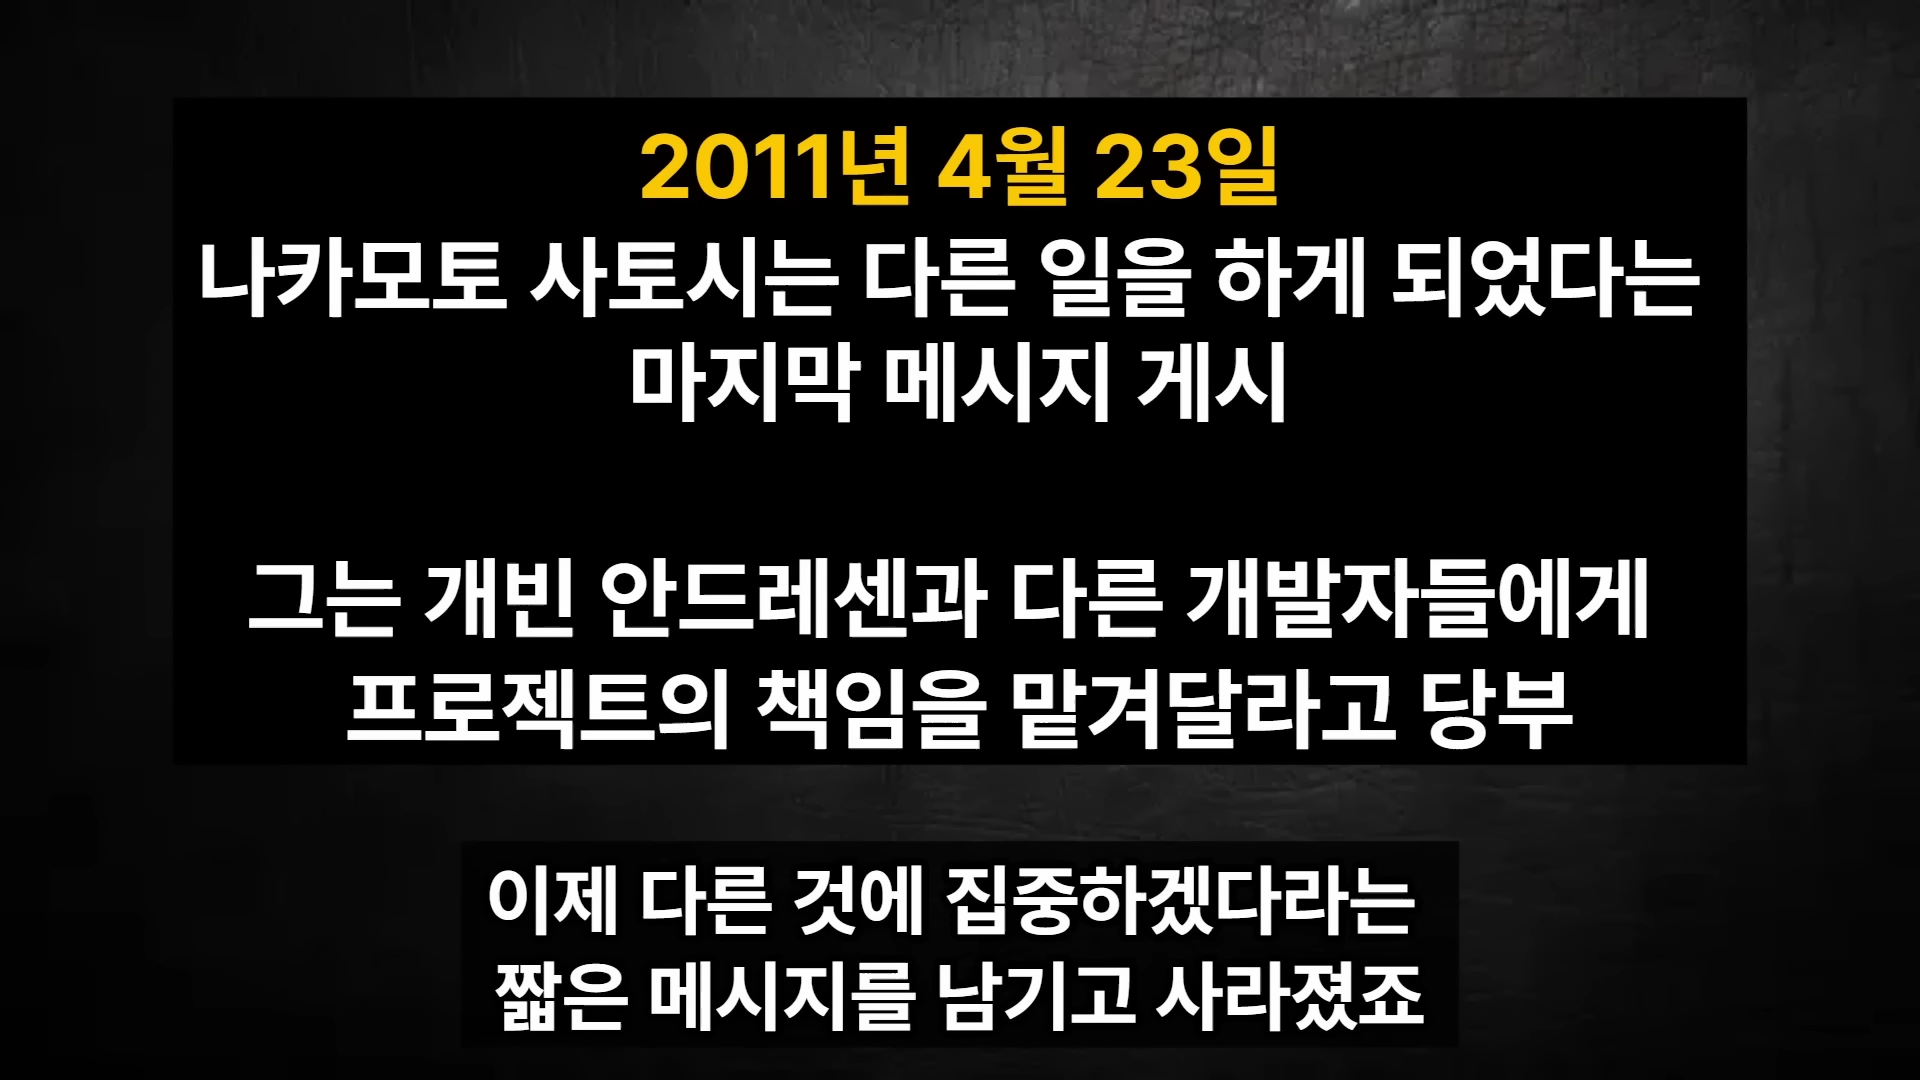 2011년 4월 23일
나카모토 사토시는 다른 일을 하게 되었다는
마지막 메시지 게시
그는 개빈 안드레센과 다른 개발자들에게
프로젝트의 책임을 맡겨달라고 당부
이제 다른 것에 집중하겠다라는
짧은 메시지를 남기고 사라졌죠